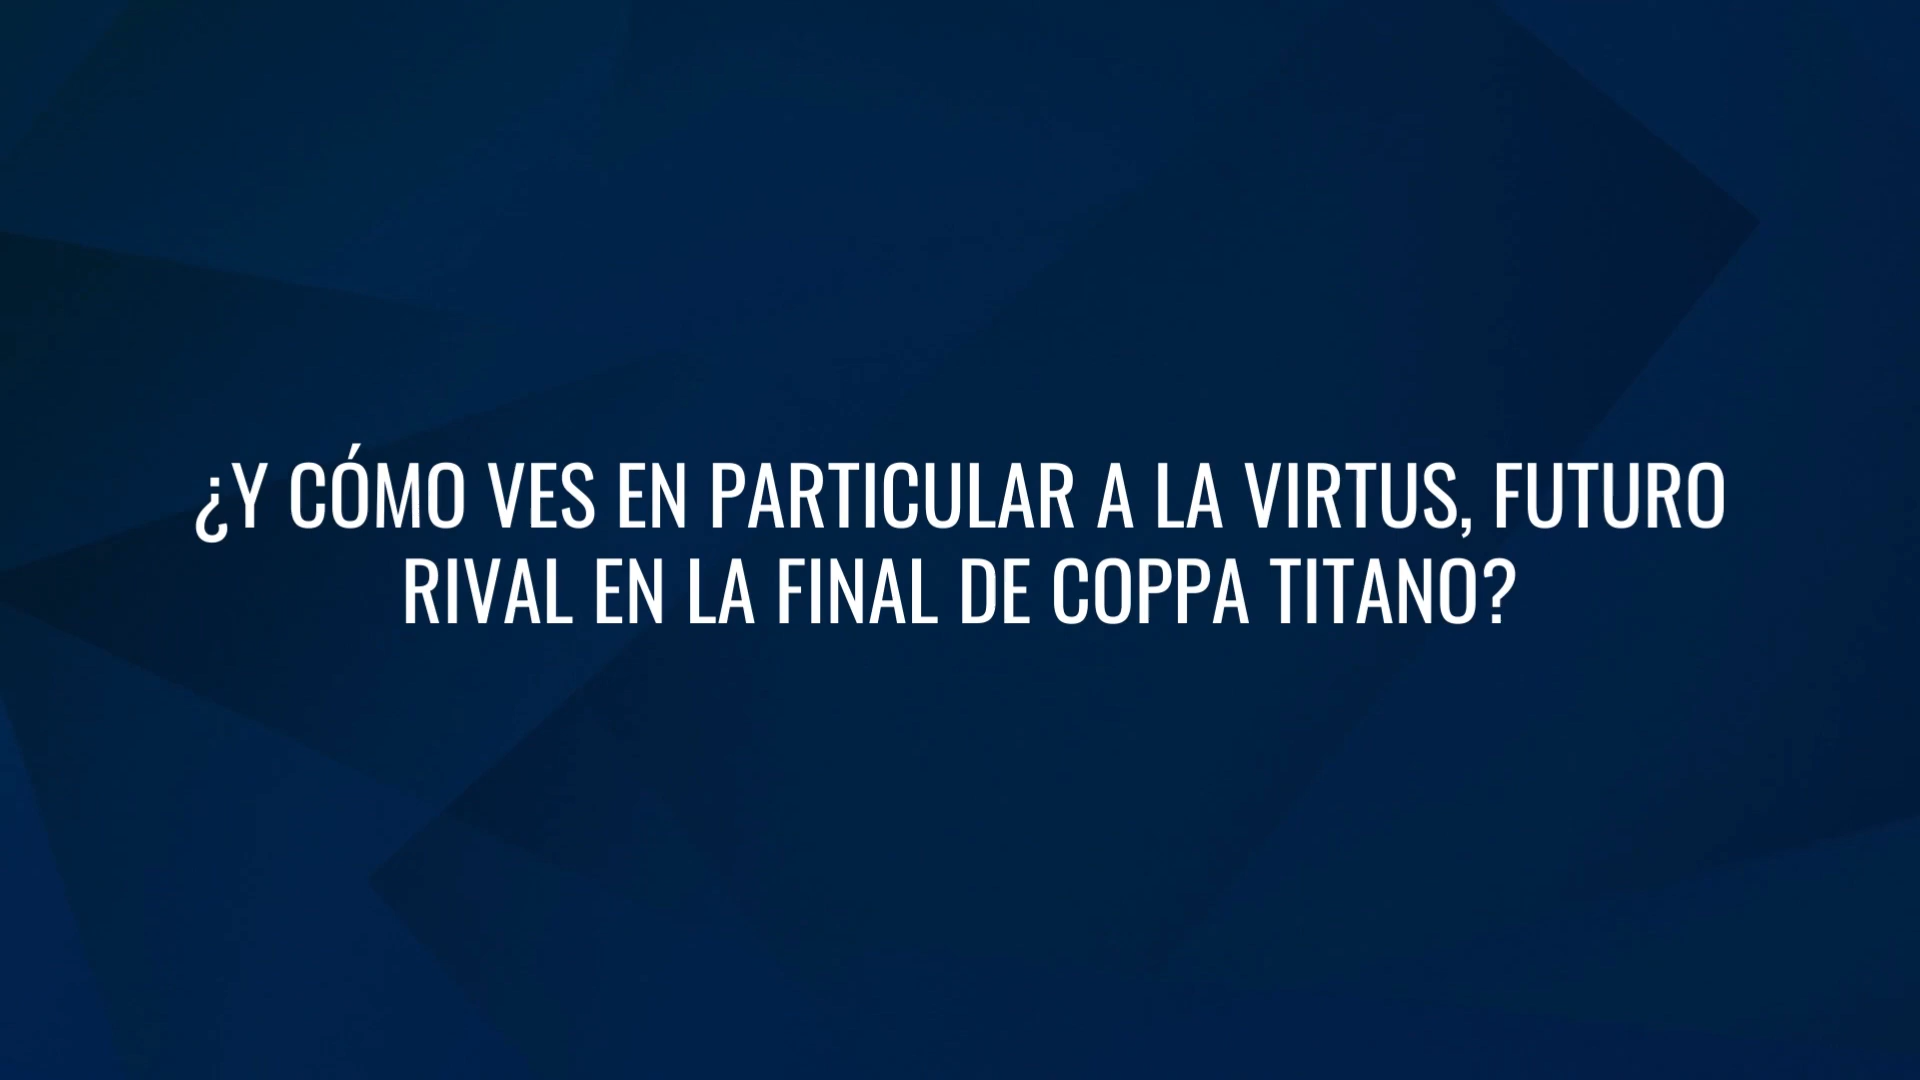 ¿Y CÓMO VES EN PARTICULAR A LA VIRTUS, FUTURO
RIVAL EN LA FINAL DE COPPA TITANO?